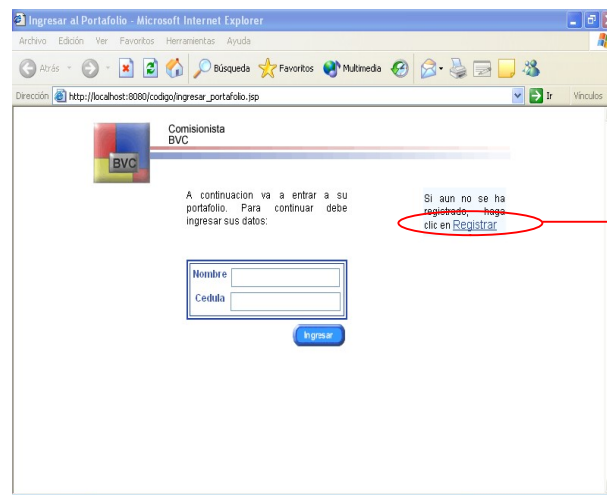 Ingresar al Portafolio - Microsoft Internet Explorer
Archivo Edición Ver Favoritos Herramientas Ayuda
Atrás Búsqueda Favoritos Multimedia
Dirección http://localhost:8080/codigo/ingresar_portafolio.jsp Ir Vínculos
Comisionista
BVC
BVC
A continuacion va a entrar a su
portafolio. Para continuar debe
ingresar sus datos:
Si aun no se ha
registrado, haga
clic en Registrar
Nombre
Cedula
Ingresar